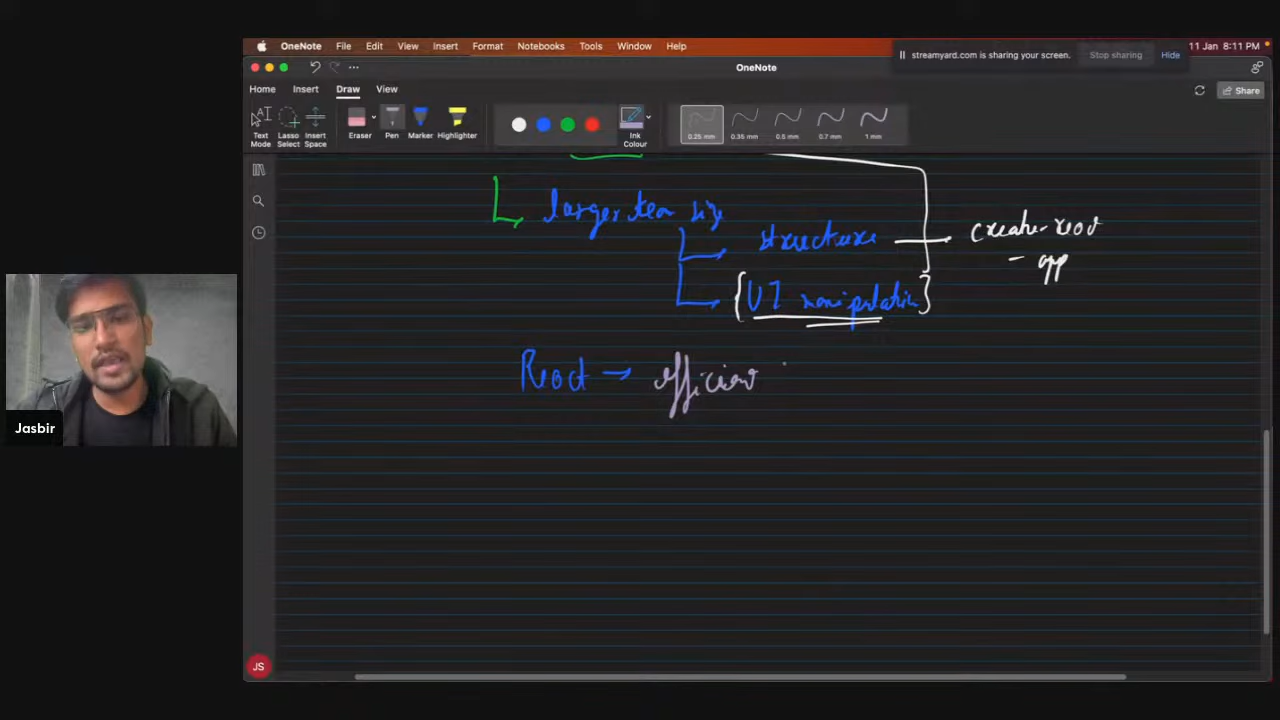 OneNote File Edit View Insert Format Notebooks Tools Window Help
streamyard.com is sharing your screen. Stop sharing Hide
11 Jan 8:11 PM
OneNote
Home Insert Draw View
Share
Text Mode
Lasso Select
Insert Space
Eraser
Pen
Marker
Highlighter
Ink Colour
0.25 mm
0.35 mm
0.5 mm
0.7 mm
1 mm
larger team size
structure
create-react
- app
{UI manipulation}
React → efficient
Jasbir
JS